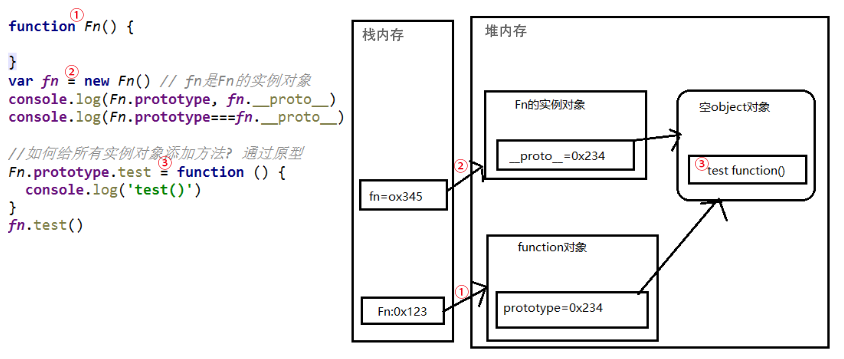 ①
function Fn() {
}
②
var fn = new Fn() // fn是Fn的实例对象
console.log(Fn.prototype, fn.__proto__)
console.log(Fn.prototype===fn.__proto__)
//如何给所有实例对象添加方法? 通过原型
③
Fn.prototype.test = function () {
console.log('test()')
}
fn.test()
栈内存
fn=ox345
Fn:0x123
堆内存
②
Fn的实例对象
__proto__=0x234
①
function对象
prototype=0x234
空object对象
③test function()